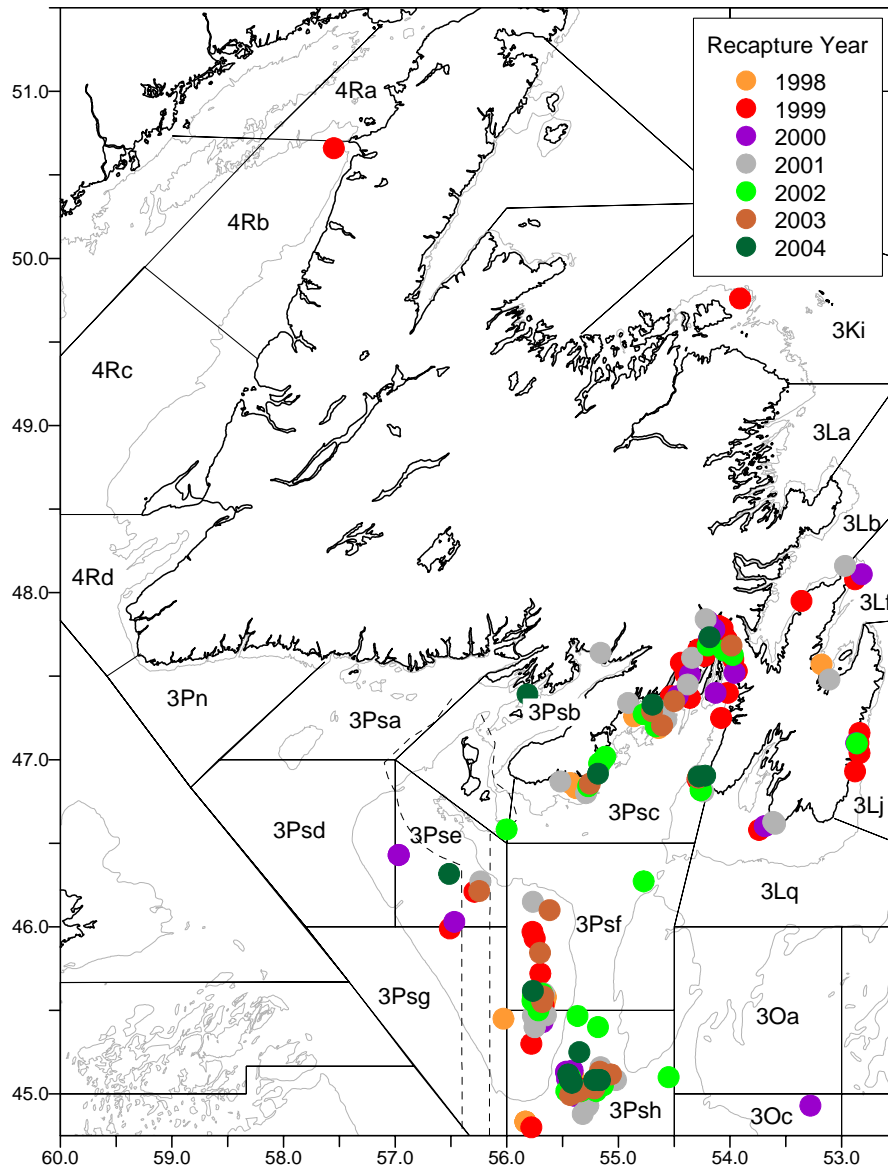 Recapture Year
1998
1999
2000
2001
2002
2003
2004
51.0
50.0
49.0
48.0
47.0
46.0
45.0
4Ra
4Rb
3Ki
4Rc
3La
3Lb
4Rd
3Lf
3Pn
3Psa
3Psb
3Psc
3Lj
3Psd
3Pse
3Lq
3Psf
3Psg
3Oa
3Psh
3Oc
60.0 59.0 58.0 57.0 56.0 55.0 54.0 53.0